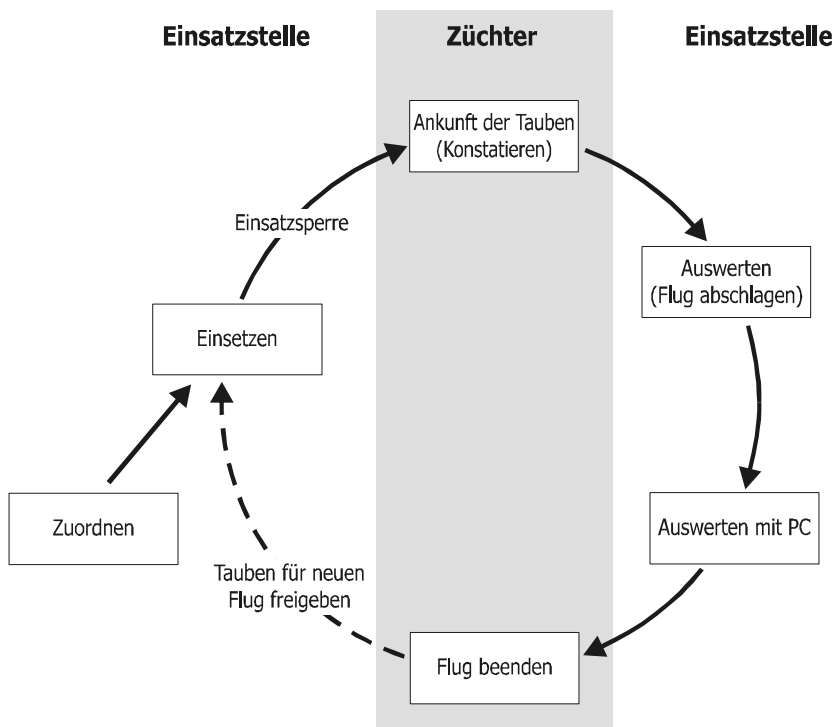 Einsatzstelle Züchter Einsatzstelle
Ankunft der Tauben
(Konstatieren)
Einsatzsperre
Auswerten
(Flug abschlagen)
Einsetzen
Zuordnen
Auswerten mit PC
Tauben für neuen
Flug freigeben
Flug beenden